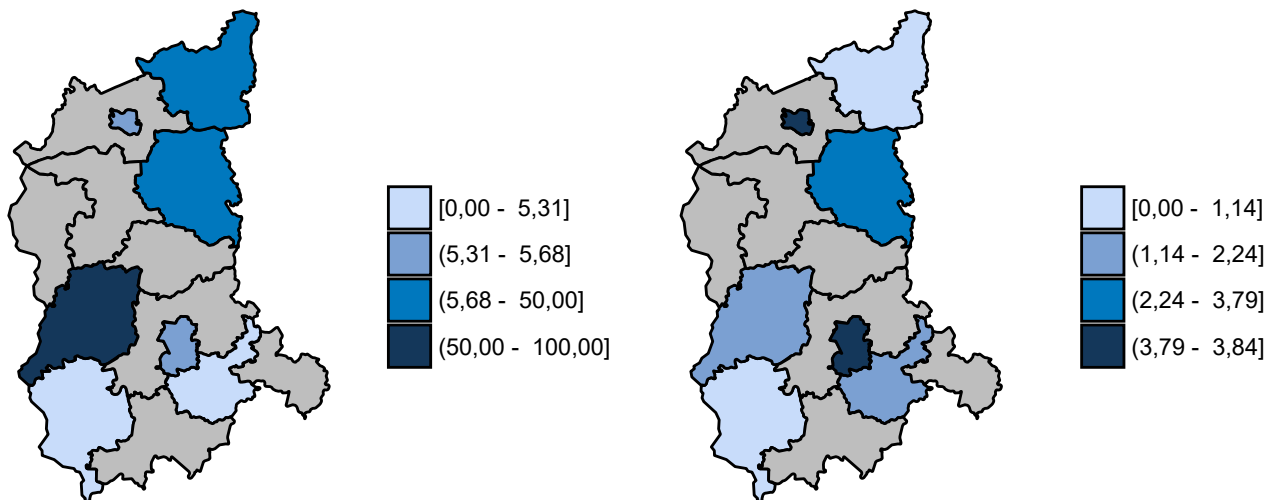 [0,00 - 5,31]
(5,31 - 5,68]
(5,68 - 50,00]
(50,00 - 100,00]
[0,00 - 1,14]
(1,14 - 2,24]
(2,24 - 3,79]
(3,79 - 3,84]